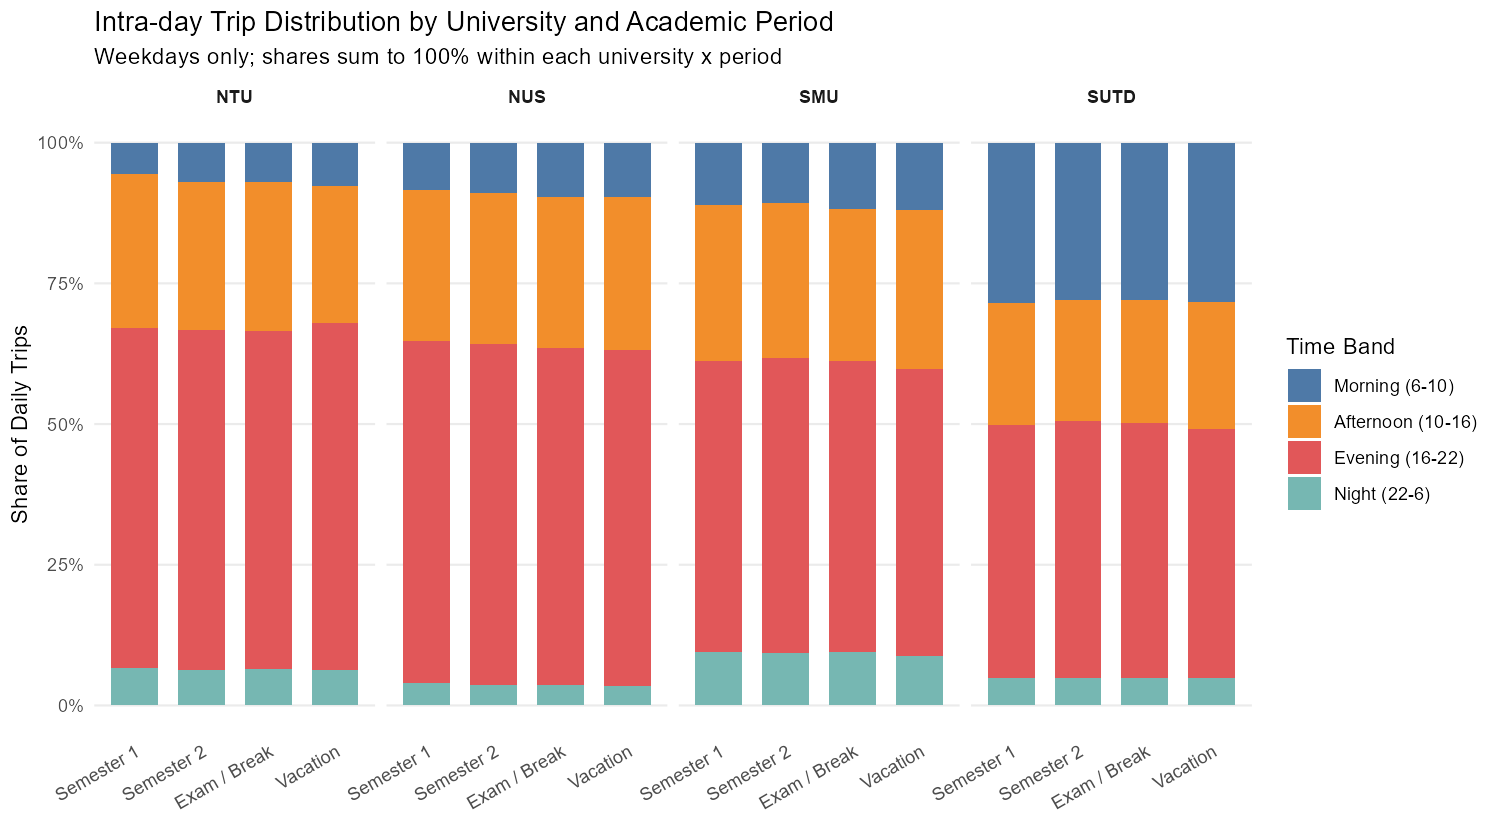 Intra-day Trip Distribution by University and Academic Period
Weekdays only; shares sum to 100% within each university x period
NTU
NUS
SMU
SUTD
100%
75%
50%
25%
0%
Share of Daily Trips
Semester 1
Semester 2
Exam / Break
Vacation
Semester 1
Semester 2
Exam / Break
Vacation
Semester 1
Semester 2
Exam / Break
Vacation
Semester 1
Semester 2
Exam / Break
Vacation
Time Band
Morning (6-10)
Afternoon (10-16)
Evening (16-22)
Night (22-6)